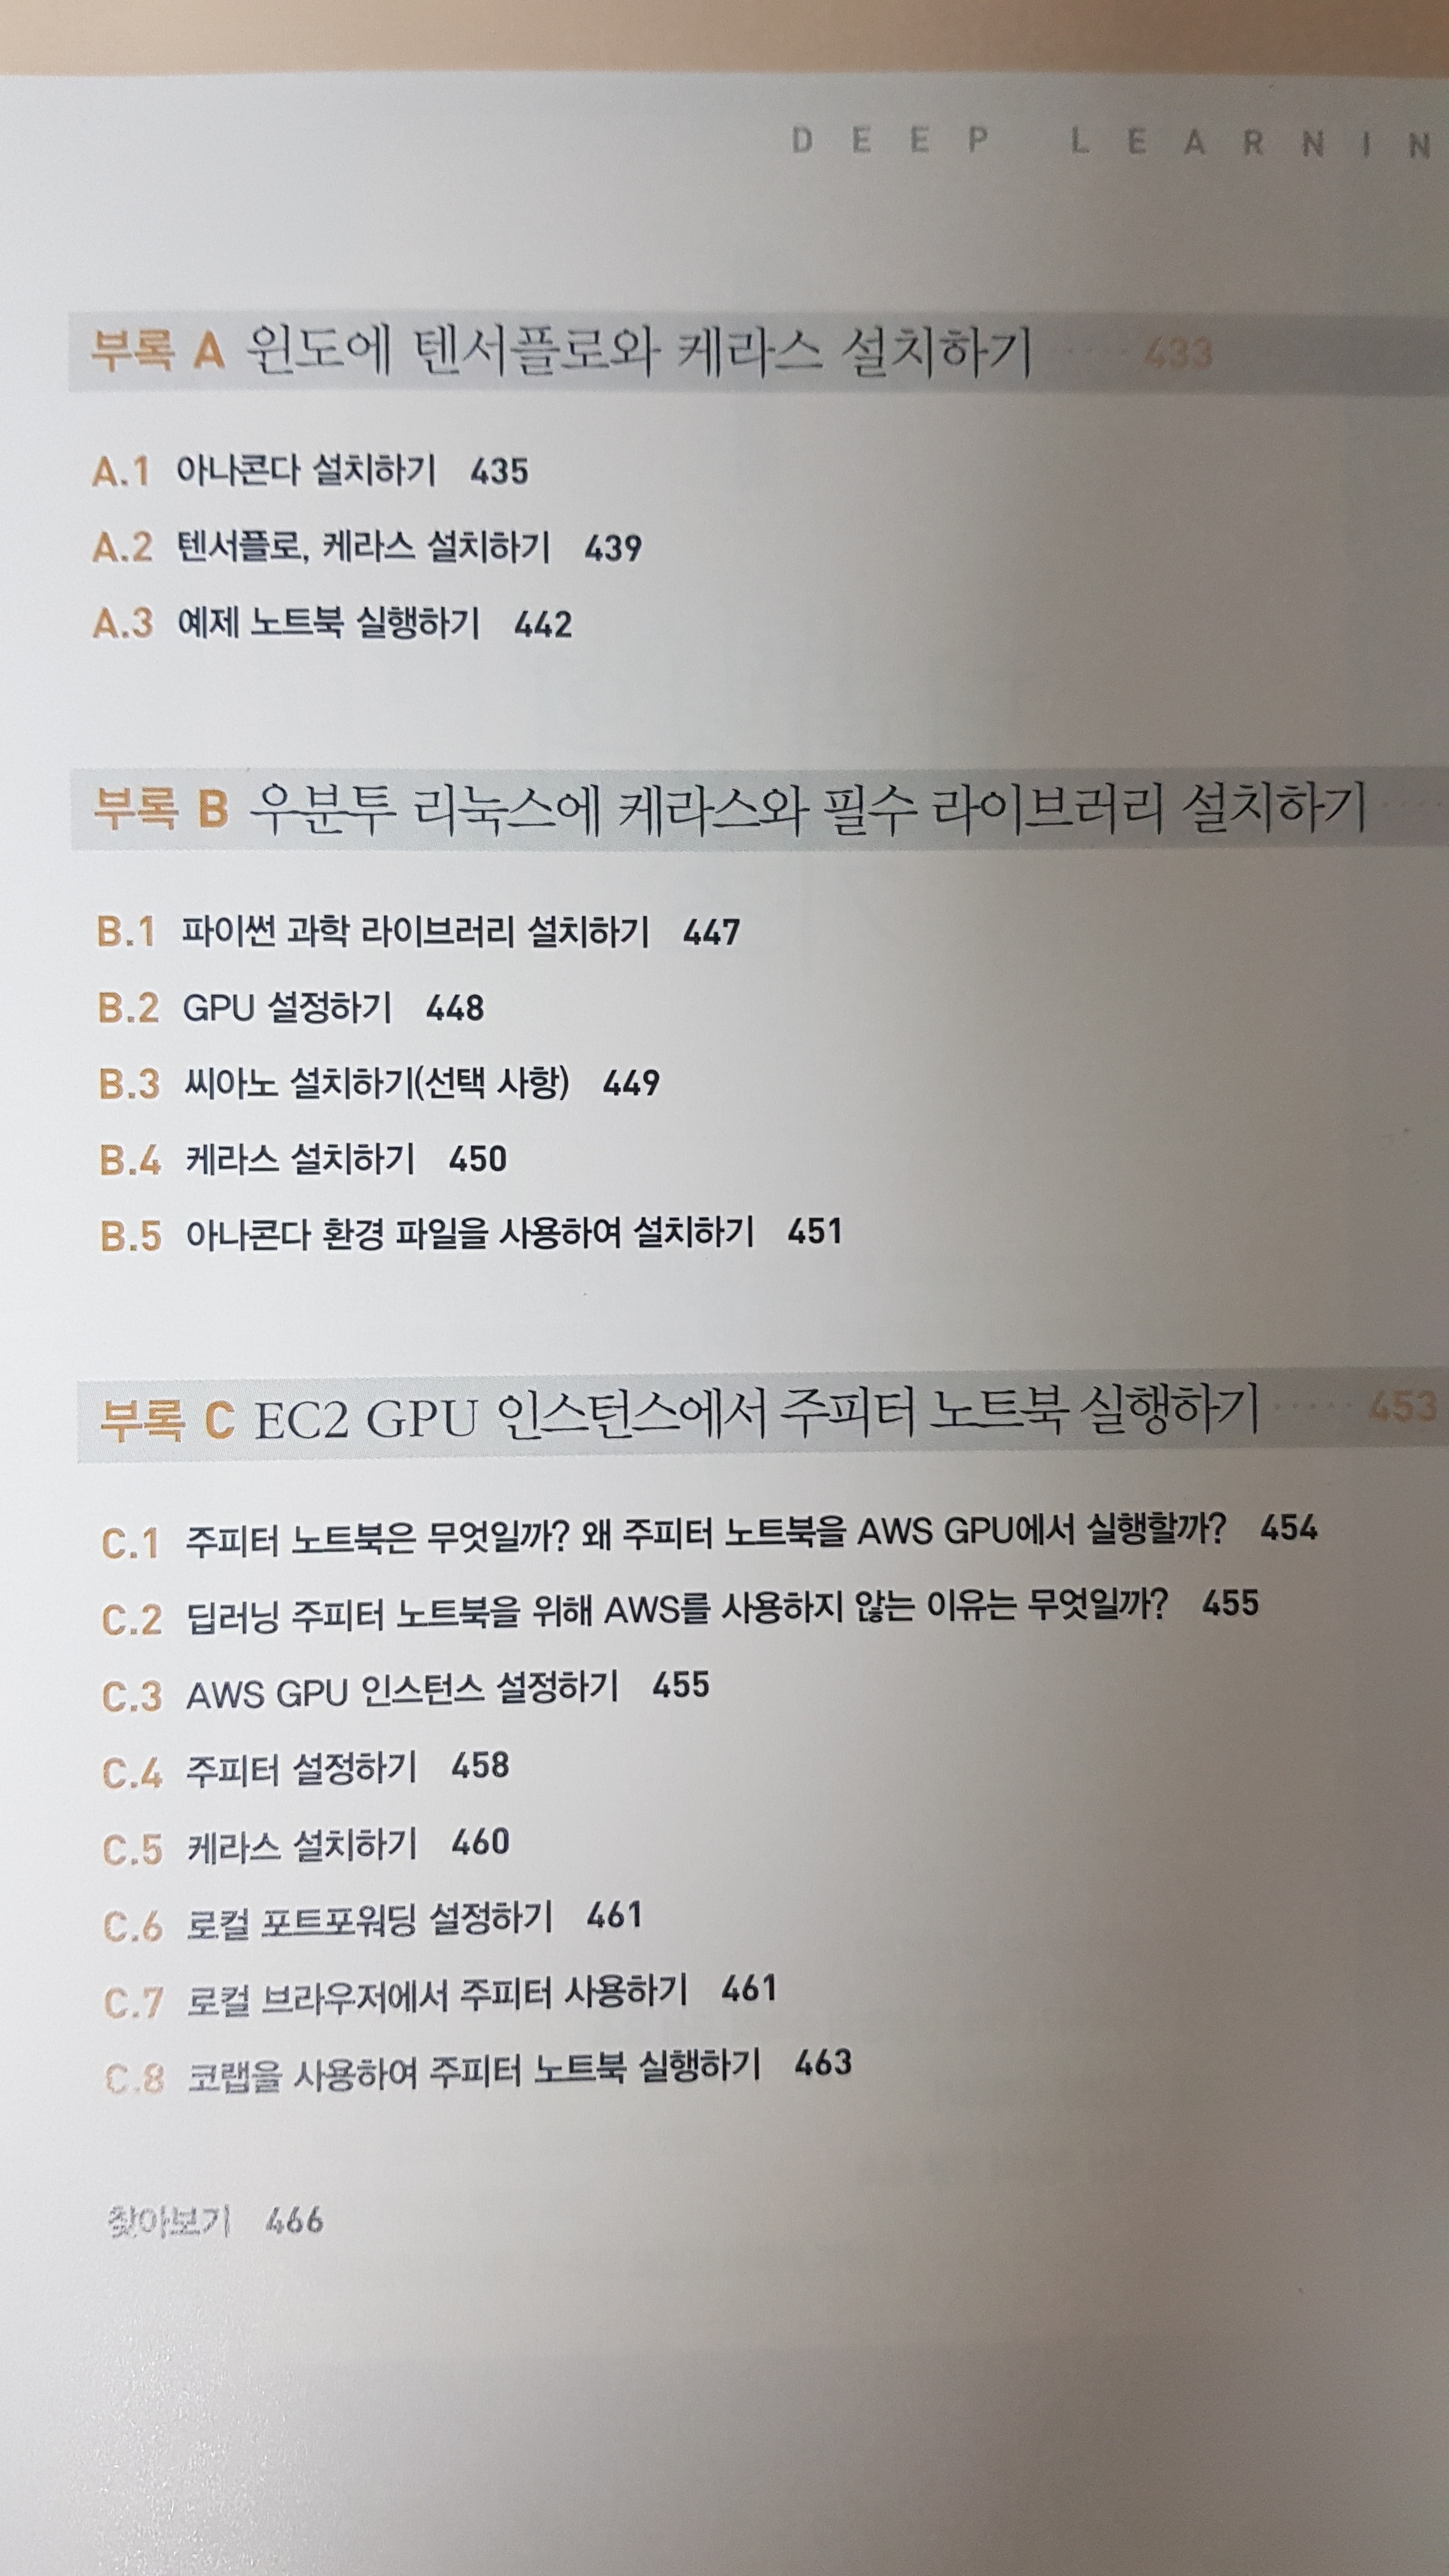 D E E P L E A R N I N
부록 A 윈도에 텐서플로와 케라스 설치하기 ···· 433
A.1 아나콘다 설치하기 435
A.2 텐서플로, 케라스 설치하기 439
A.3 예제 노트북 실행하기 442
부록 B 우분투 리눅스에 케라스와 필수 라이브러리 설치하기 ····
B.1 파이썬 과학 라이브러리 설치하기 447
B.2 GPU 설정하기 448
B.3 씨아노 설치하기(선택 사항) 449
B.4 케라스 설치하기 450
B.5 아나콘다 환경 파일을 사용하여 설치하기 451
부록 C EC2 GPU 인스턴스에서 주피터 노트북 실행하기 ····· 453
C.1 주피터 노트북은 무엇일까? 왜 주피터 노트북을 AWS GPU에서 실행할까? 454
C.2 딥러닝 주피터 노트북을 위해 AWS를 사용하지 않는 이유는 무엇일까? 455
C.3 AWS GPU 인스턴스 설정하기 455
C.4 주피터 설정하기 458
C.5 케라스 설치하기 460
C.6 로컬 포트포워딩 설정하기 461
C.7 로컬 브라우저에서 주피터 사용하기 461
C.8 코랩을 사용하여 주피터 노트북 실행하기 463
찾아보기 466